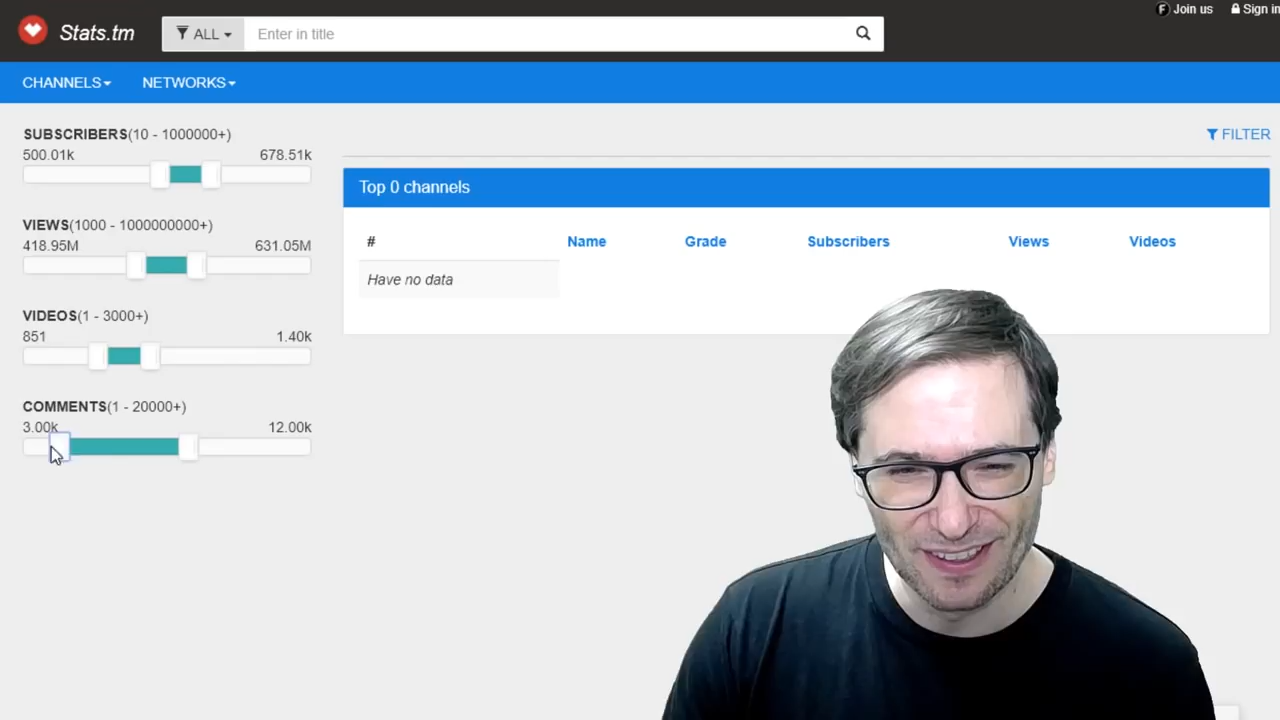 Join us
Sign in
Stats.tm
ALL
Enter in title
CHANNELS
NETWORKS
SUBSCRIBERS(10 - 1000000+)
500.01k
678.51k
VIEWS(1000 - 1000000000+)
418.95M
631.05M
VIDEOS(1 - 3000+)
851
1.40k
COMMENTS(1 - 20000+)
3.00k
12.00k
FILTER
Top 0 channels
# Name Grade Subscribers Views Videos
Have no data